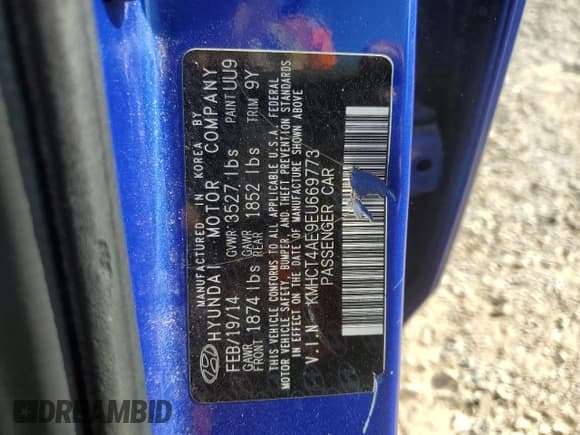 MANUFACTURED IN KOREA BY
HYUNDAI MOTOR COMPANY
FEB/19/14 GVWR 3527 lbs PAINT UU9
GAWR FRONT 1874 lbs GAWR REAR 1852 lbs TRIM 9Y
THIS VEHICLE CONFORMS TO ALL APPLICABLE U.S.A. FEDERAL
MOTOR VEHICLE SAFETY, BUMPER, AND THEFT PREVENTION STANDARDS
IN EFFECT ON THE DATE OF MANUFACTURE SHOWN ABOVE
V.I.N KMHCT4AE9EU669773
PASSENGER CAR
DREAMBID